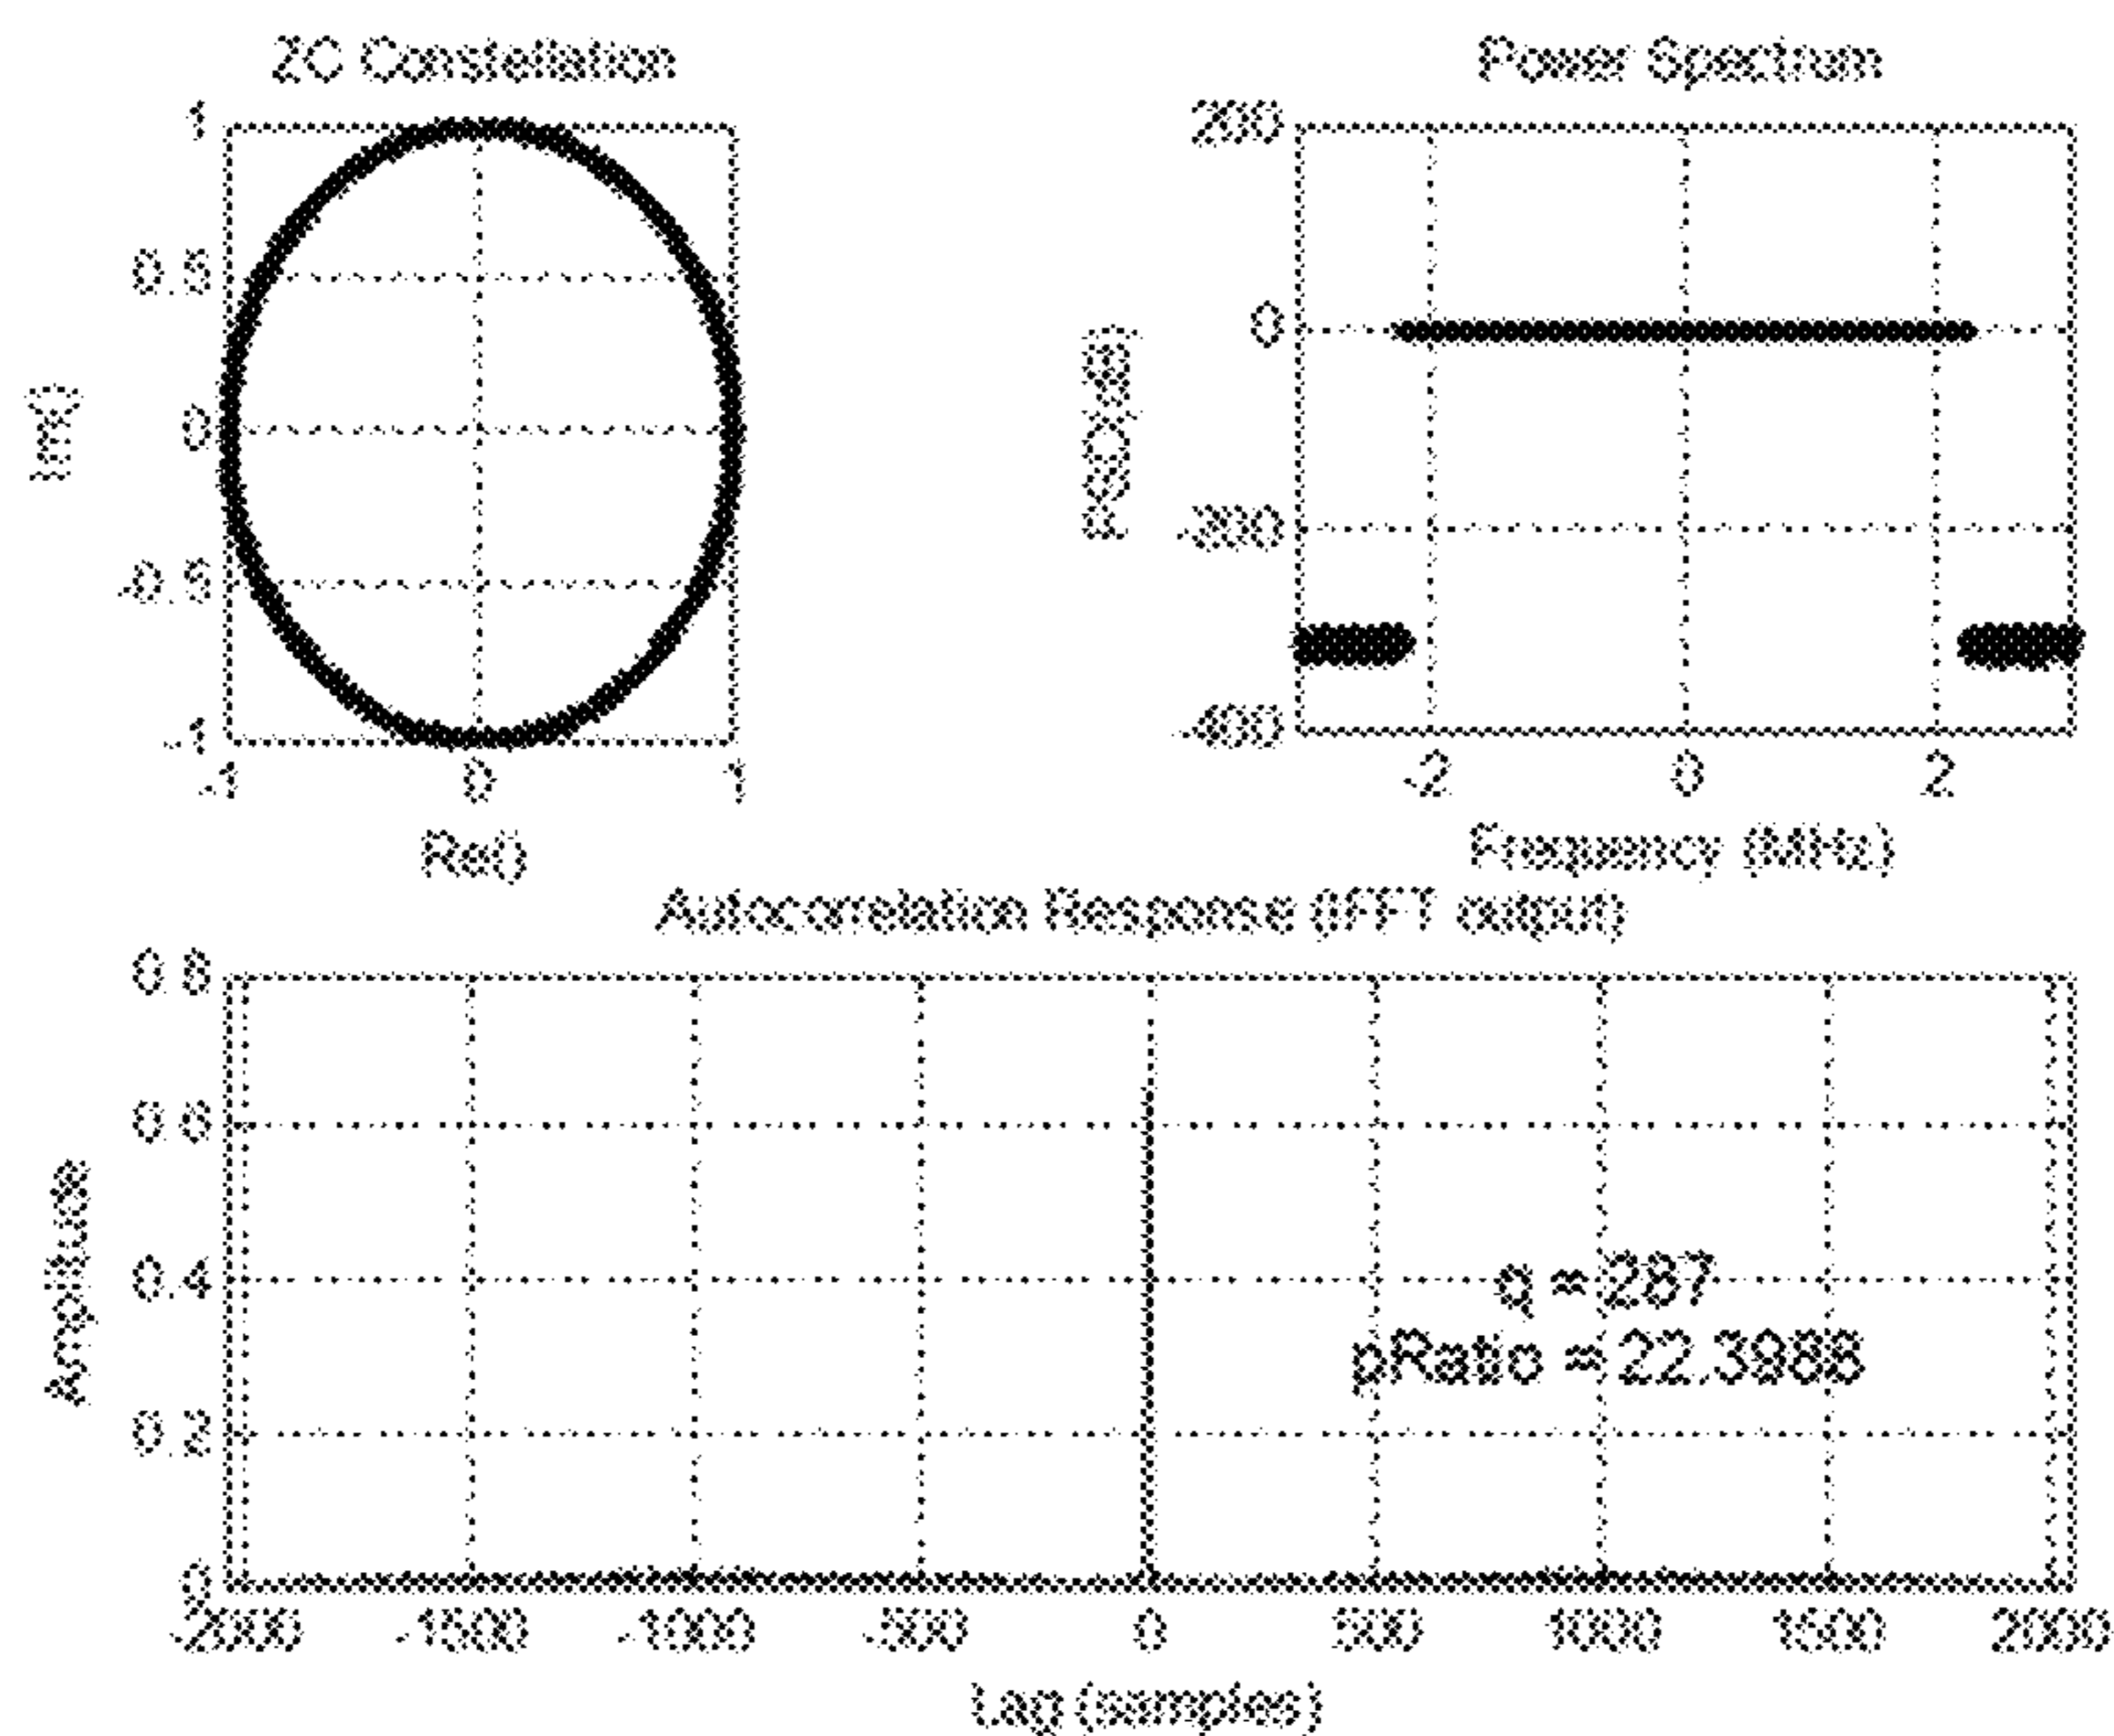 ZC Constellation
1
0.5
0
-0.5
-1
Im()
-1 0 1
Re()
Power Spectrum
200
0
-200
-400
PSD (dB)
-2 0 2
Frequency (MHz)
Autocorrelation Response (IFFT output)
0.8
0.6
0.4
0.2
0
Amplitude
q = 287
pRatio = 22.3988
-2000 -1500 -1000 -500 0 500 1000 1500 2000
Lag (samples)